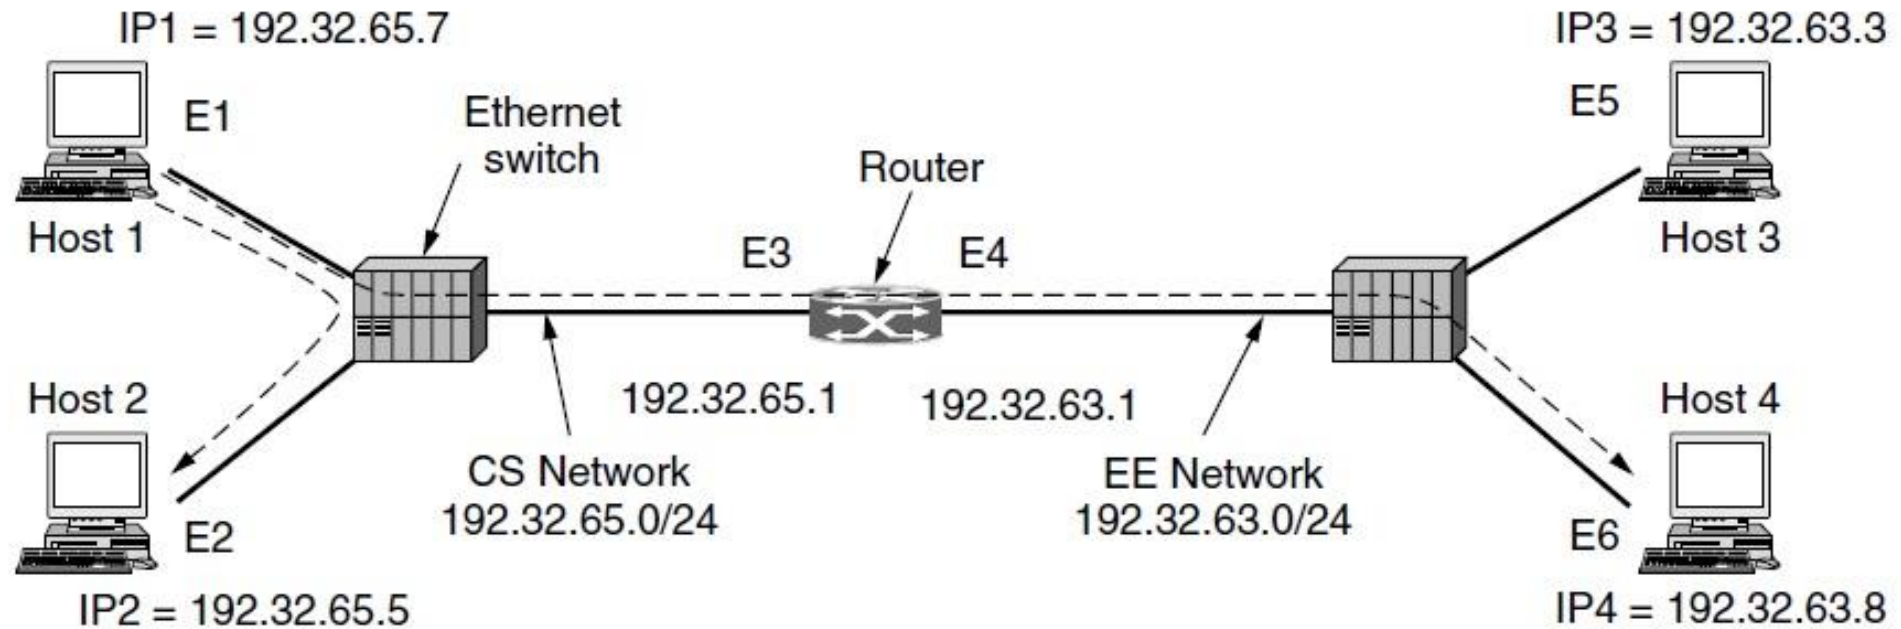 IP1 = 192.32.65.7
IP3 = 192.32.63.3
E1
Ethernet
switch
Router
E5
Host 1
E3
E4
Host 3
Host 2
192.32.65.1
192.32.63.1
Host 4
CS Network
192.32.65.0/24
EE Network
192.32.63.0/24
E2
E6
IP2 = 192.32.65.5
IP4 = 192.32.63.8